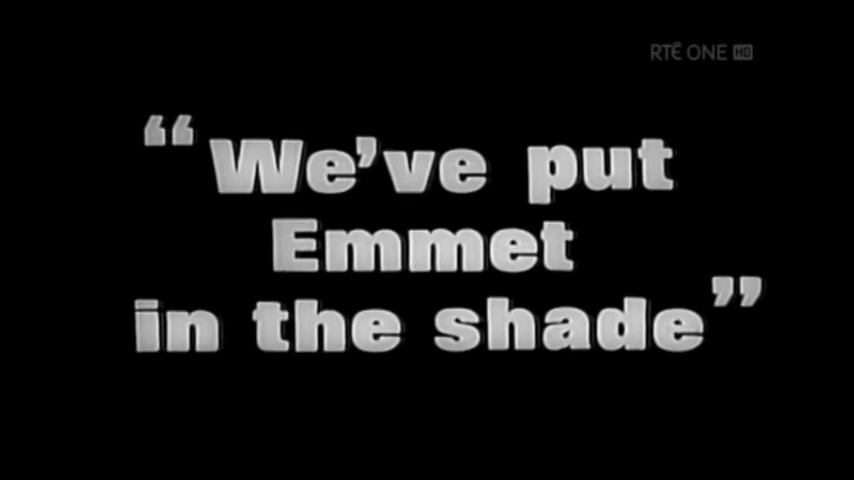 RTÉ ONE HD
“We’ve put
Emmet
in the shade”